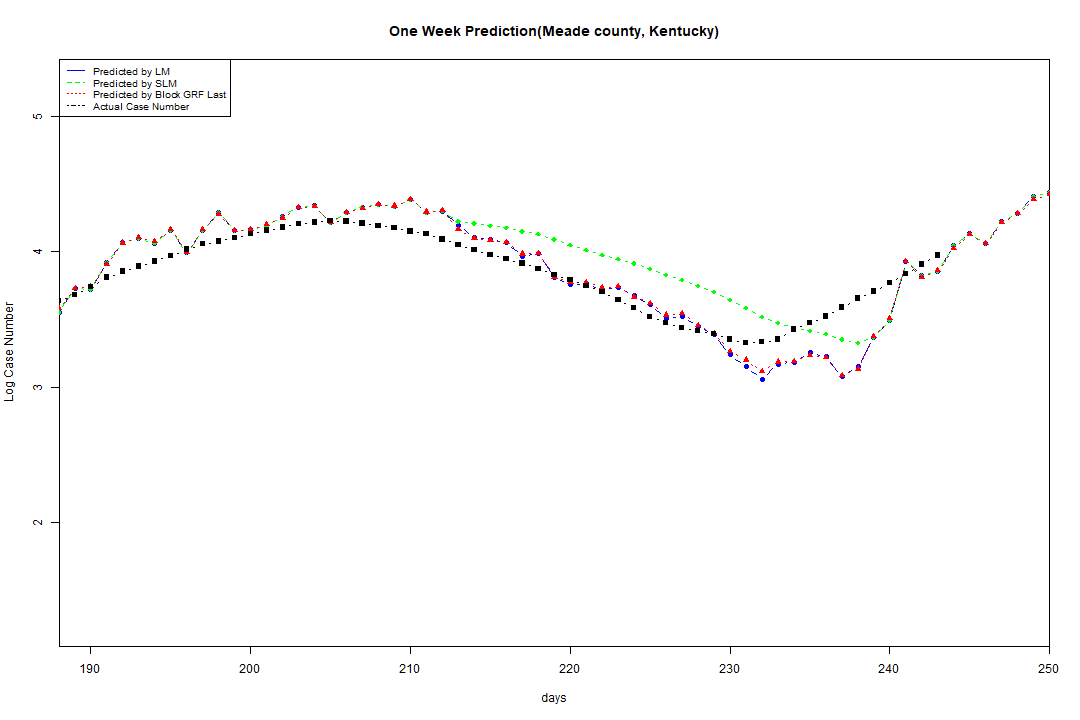 One Week Prediction(Meade county, Kentucky)
Predicted by LM
Predicted by SLM
Predicted by Block GRF Last
Actual Case Number
5
4
3
2
Log Case Number
190 200 210 220 230 240 250
days